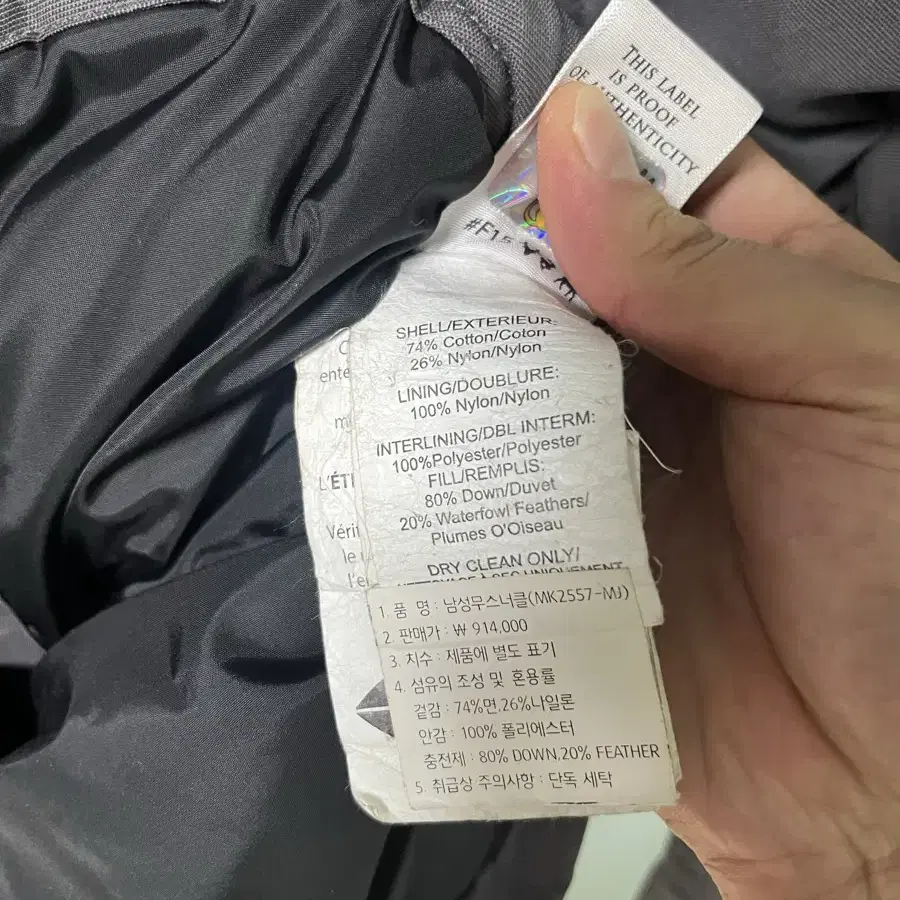 THIS LABEL
IS PROOF
OF AUTHENTICITY
#F15
SHELL/EXTERIEUR:
74% Cotton/Coton
26% Nylon/Nylon
LINING/DOUBLURE:
100% Nylon/Nylon
INTERLINING/DBL INTERM:
100%Polyester/Polyester
FILL/REMPLIS:
80% Down/Duvet
20% Waterfowl Feathers/
Plumes O'Oiseau
DRY CLEAN ONLY/
ente
L'ÉTI
Vérif
le
l'e
1. 품 명 : 남성무스너클(MK2557-MJ)
2. 판매가 : ₩ 914,000
3. 치수 : 제품에 별도 표기
4. 섬유의 조성 및 혼용률
겉감 : 74%면,26%나일론
안감 : 100% 폴리에스터
충전제 : 80% DOWN,20% FEATHER
5. 취급상 주의사항 : 단독 세탁